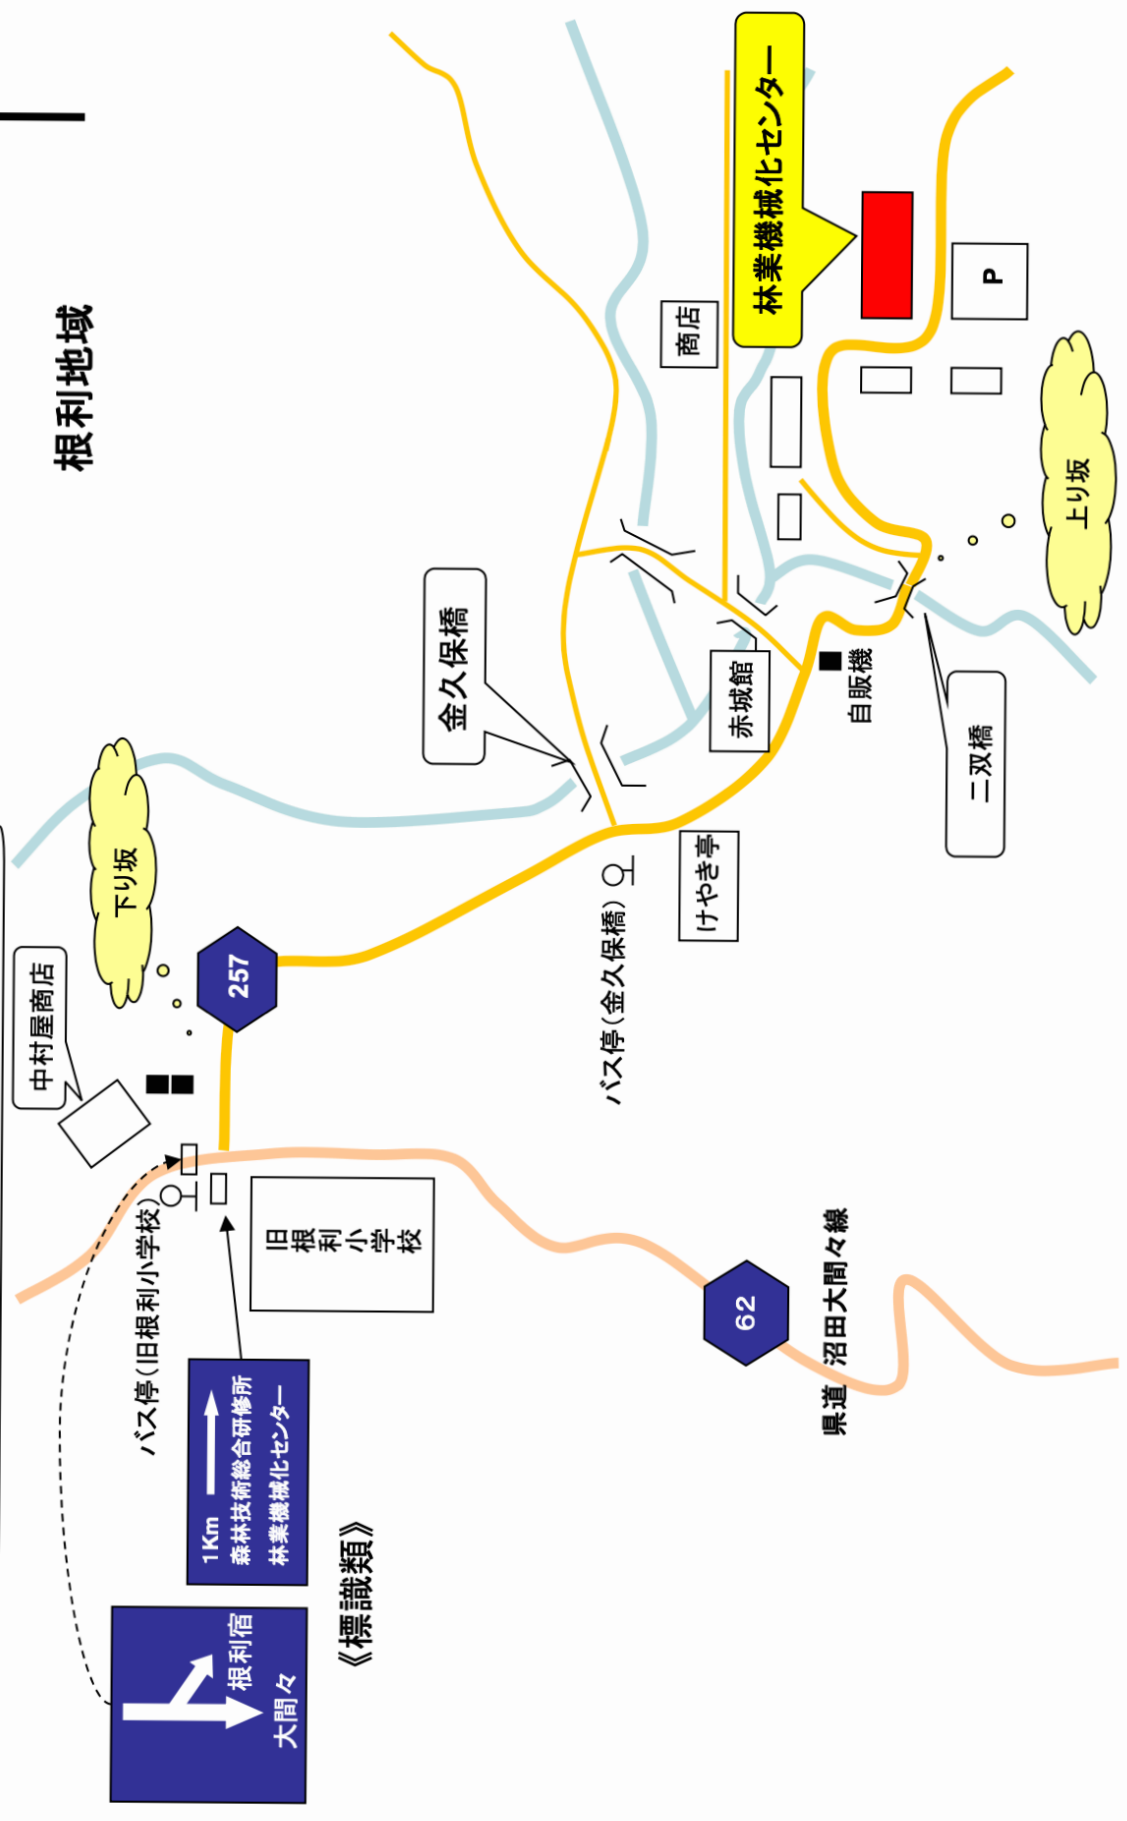 根利地域
林業機械化センター
商店
P
上り坂
金久保橋
赤城館
自販機
二双橋
下り坂
257
けやき亭
バス停（金久保橋）
中村屋商店
バス停（旧根利小学校）
旧根利小学校
62
県道 沼田大間々線
1Km
森林技術総合研修所
林業機械化センター
根利宿
大間々
《標識類》